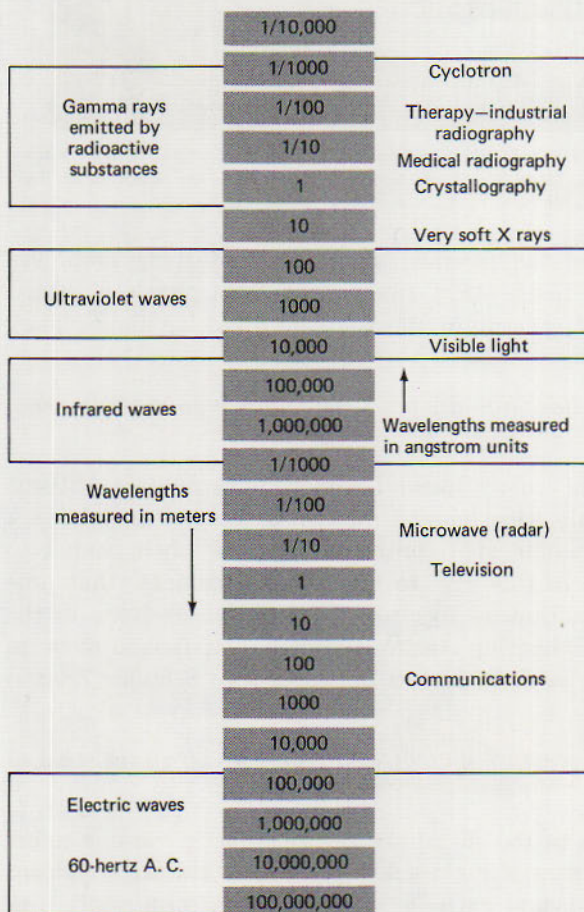 1/10,000
1/1000
Cyclotron
Gamma rays
emitted by
radioactive
substances
1/100
Therapy—industrial
radiography
1/10
Medical radiography
1
Crystallography
10
Very soft X rays
100
Ultraviolet waves
1000
10,000
Visible light
100,000
Infrared waves
1,000,000
Wavelengths measured
in angstrom units
1/1000
Wavelengths
measured in meters
1/100
Microwave (radar)
1/10
Television
1
10
100
Communications
1000
10,000
100,000
Electric waves
1,000,000
60-hertz A. C.
10,000,000
100,000,000